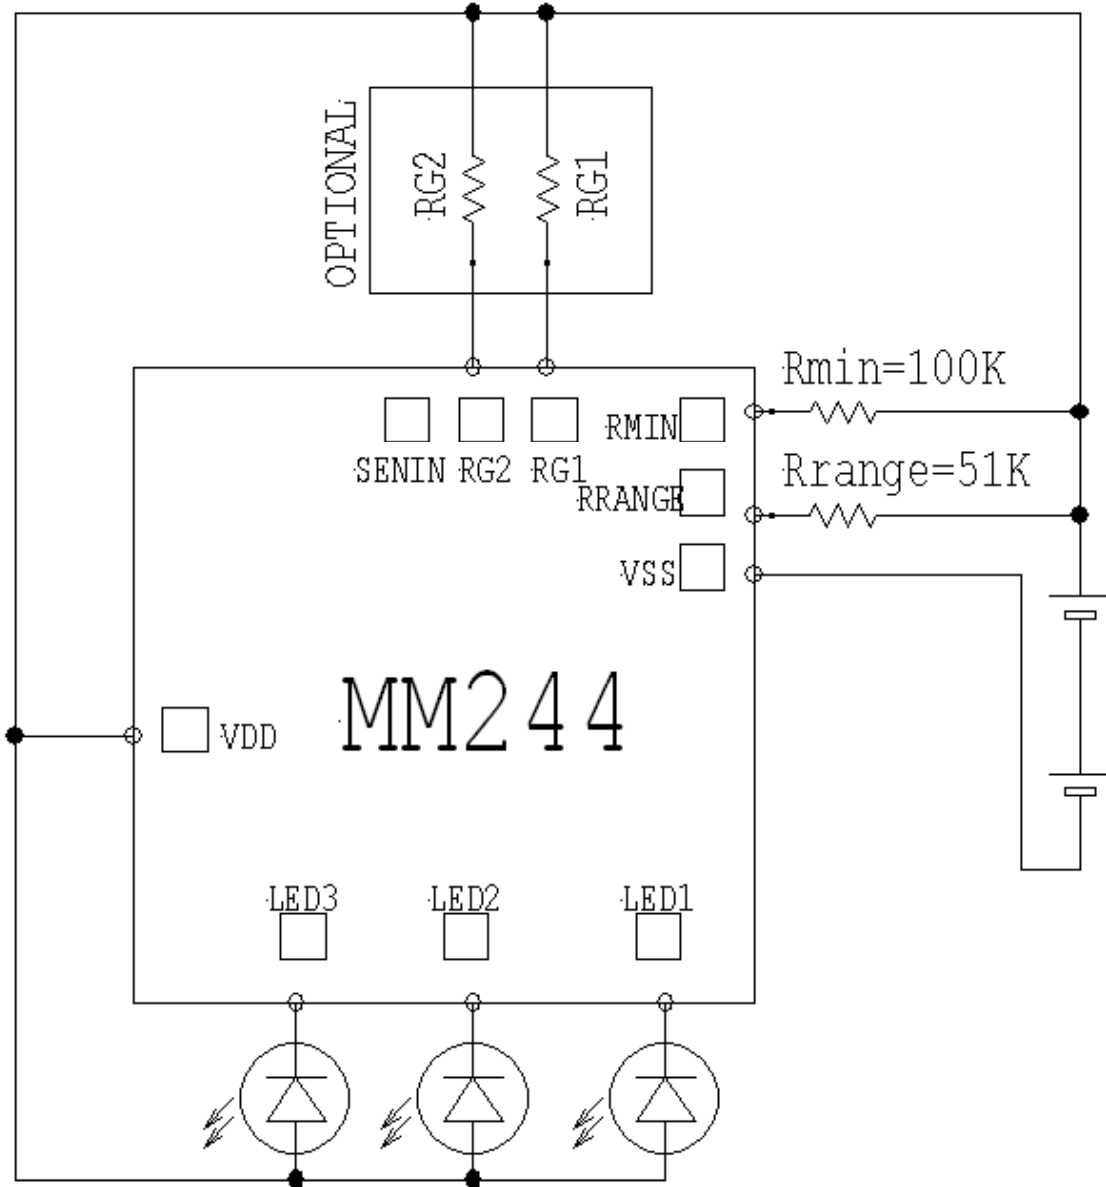 OPTIONAL
RG2
RG1
Rmin=100K
RMIN
SENIN RG2 RG1
Rrange=51K
RRANGE
VSS
MM244
VDD
LED3 LED2 LED1